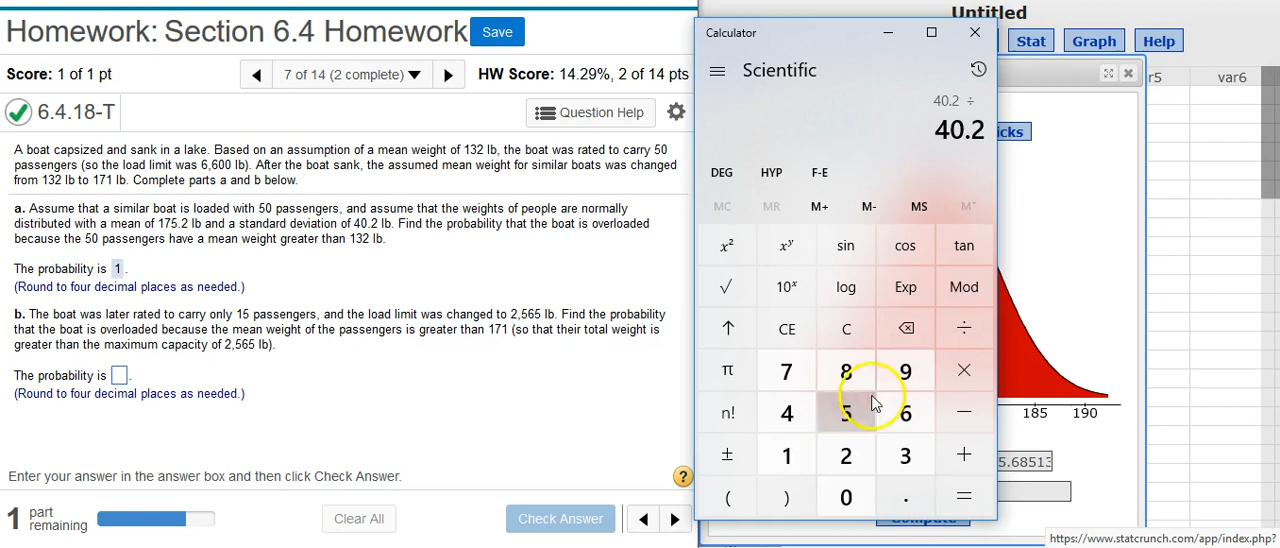 Homework: Section 6.4 Homework
Save
Score: 1 of 1 pt
7 of 14 (2 complete)
HW Score: 14.29%, 2 of 14 pts
6.4.18-T
Question Help
A boat capsized and sank in a lake. Based on an assumption of a mean weight of 132 lb, the boat was rated to carry 50
passengers (so the load limit was 6,600 lb). After the boat sank, the assumed mean weight for similar boats was changed
from 132 lb to 171 lb. Complete parts a and b below.
a. Assume that a similar boat is loaded with 50 passengers, and assume that the weights of people are normally
distributed with a mean of 175.2 lb and a standard deviation of 40.2 lb. Find the probability that the boat is overloaded
because the 50 passengers have a mean weight greater than 132 lb.
The probability is 1.
(Round to four decimal places as needed.)
b. The boat was later rated to carry only 15 passengers, and the load limit was changed to 2,565 lb. Find the probability
that the boat is overloaded because the mean weight of the passengers is greater than 171 (so that their total weight is
greater than the maximum capacity of 2,565 lb).
The probability is .
(Round to four decimal places as needed.)
Enter your answer in the answer box and then click Check Answer.
?
1 part remaining
Clear All
Check Answer
Calculator
Scientific
40.2 ÷
40.2
DEG HYP F-E
MC MR M+ M- MS M˅
x² xʸ sin cos tan
√ 10ˣ log Exp Mod
↑ CE C ÷
π 7 8 9 ×
n! 4 5 6 −
± 1 2 3 +
( ) 0 . =
Untitled
Stat Graph Help
r5 var6
icks
185 190
5.68513
Compute
https://www.statcrunch.com/app/index.php?